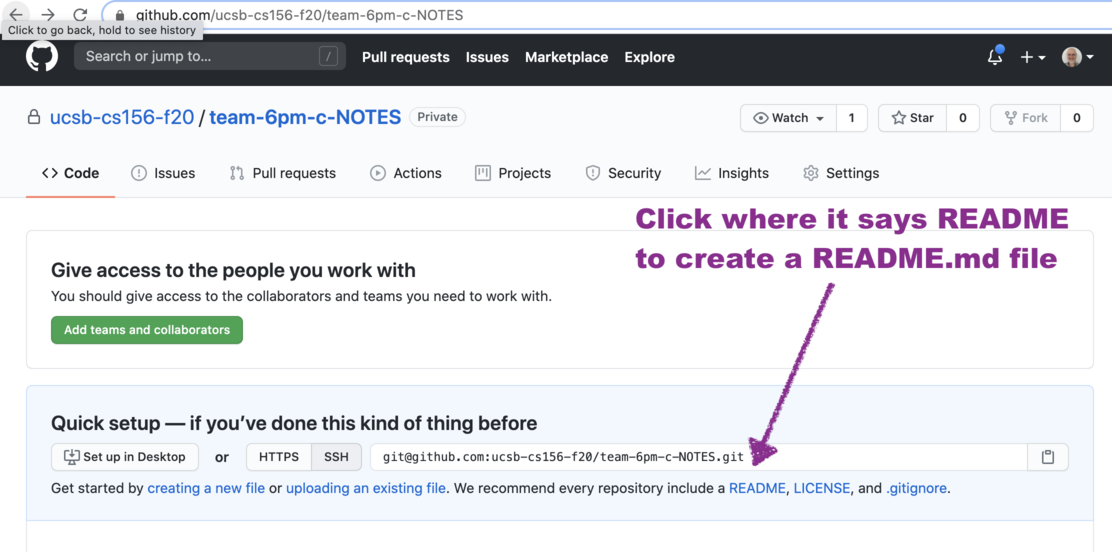 github.com/ucsb-cs156-f20/team-6pm-c-NOTES
Click to go back, hold to see history
Search or jump to... /
Pull requests Issues Marketplace Explore
ucsb-cs156-f20 / team-6pm-c-NOTES Private
Watch 1 Star 0 Fork 0
Code Issues Pull requests Actions Projects Security Insights Settings
Click where it says README
to create a README.md file
Give access to the people you work with
You should give access to the collaborators and teams you need to work with.
Add teams and collaborators
Quick setup — if you’ve done this kind of thing before
Set up in Desktop or HTTPS SSH git@github.com:ucsb-cs156-f20/team-6pm-c-NOTES.git
Get started by creating a new file or uploading an existing file. We recommend every repository include a README, LICENSE, and .gitignore.